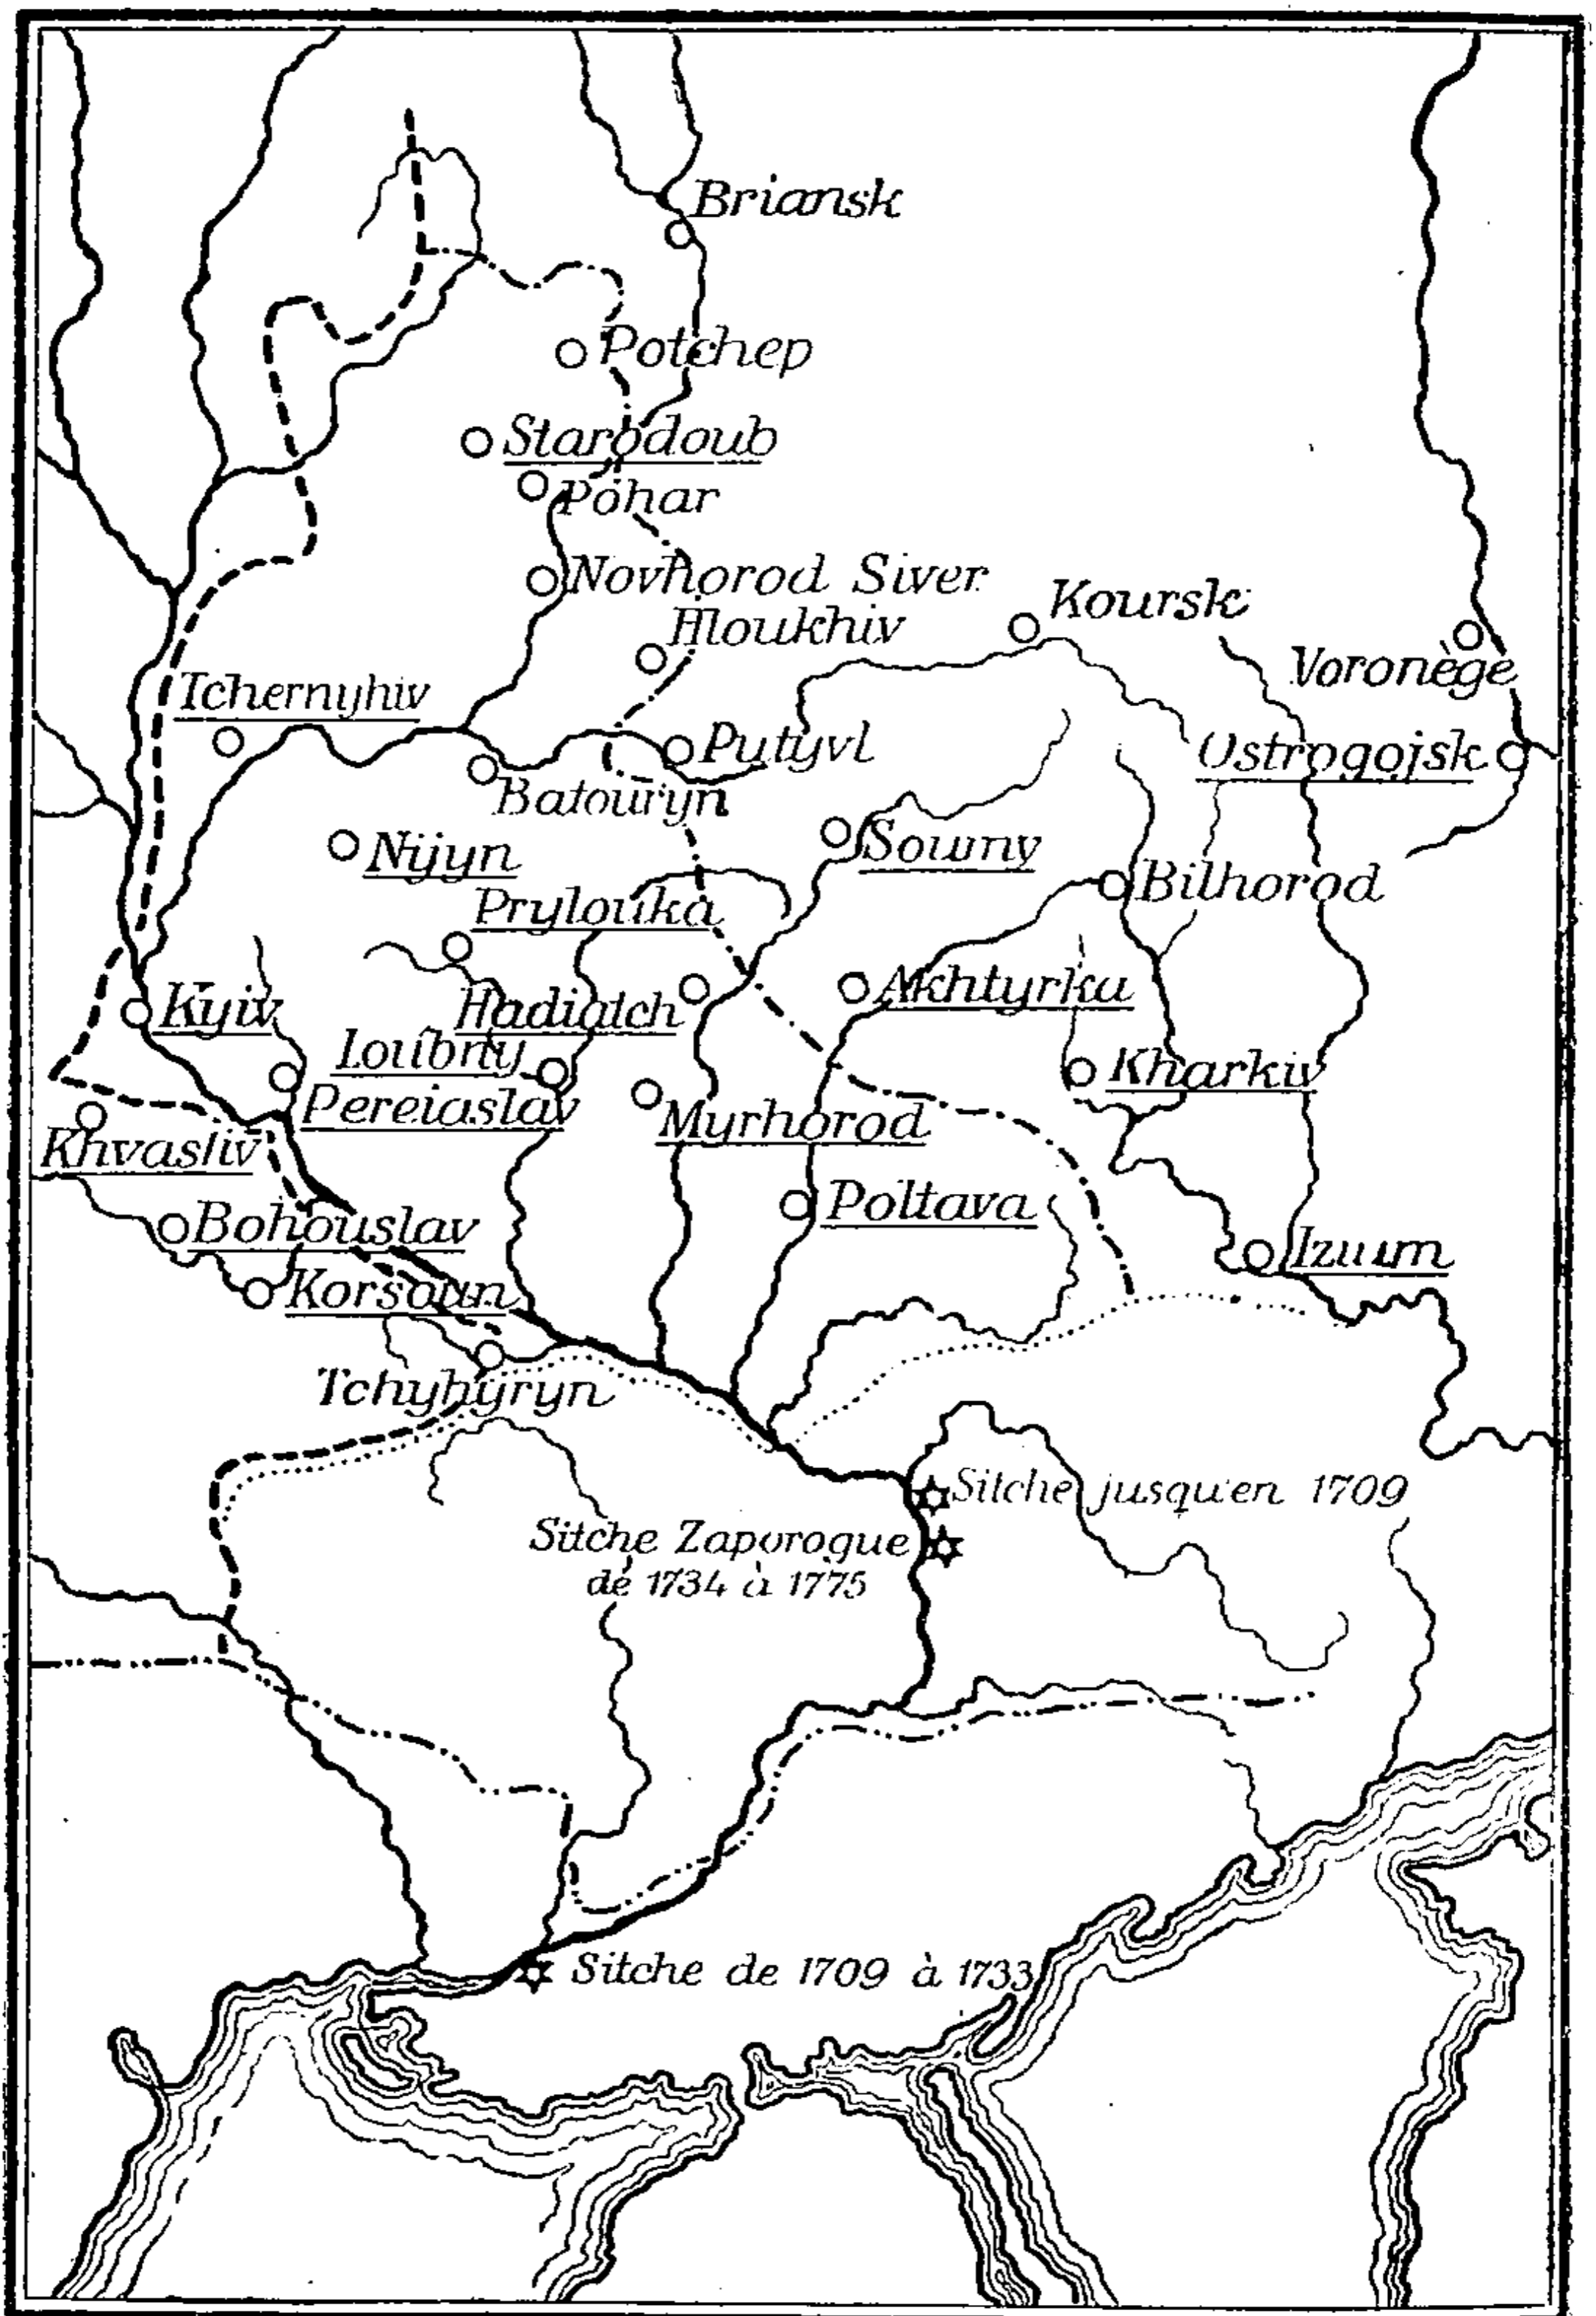 Briansk
Potchep
Starodoub
Pohar
Novhorod Siver
Hloukhiv
Koursk
Voronège
Tchernyhiv
Putyvl
Ostrogojsk
Batouryn
Nijyn
Soumy
Bilhorod
Prylouka
Kyiv
Hadiatch
Akhtyrka
Loubny
Kharkiv
Pereiaslav
Myrhorod
Khvastiv
Bohouslav
Poltava
Izium
Korsoun
Tchyhyryn
Sitche jusqu'en 1709
Sitche Zaporogue
de 1734 à 1775
Sitche de 1709 à 1733